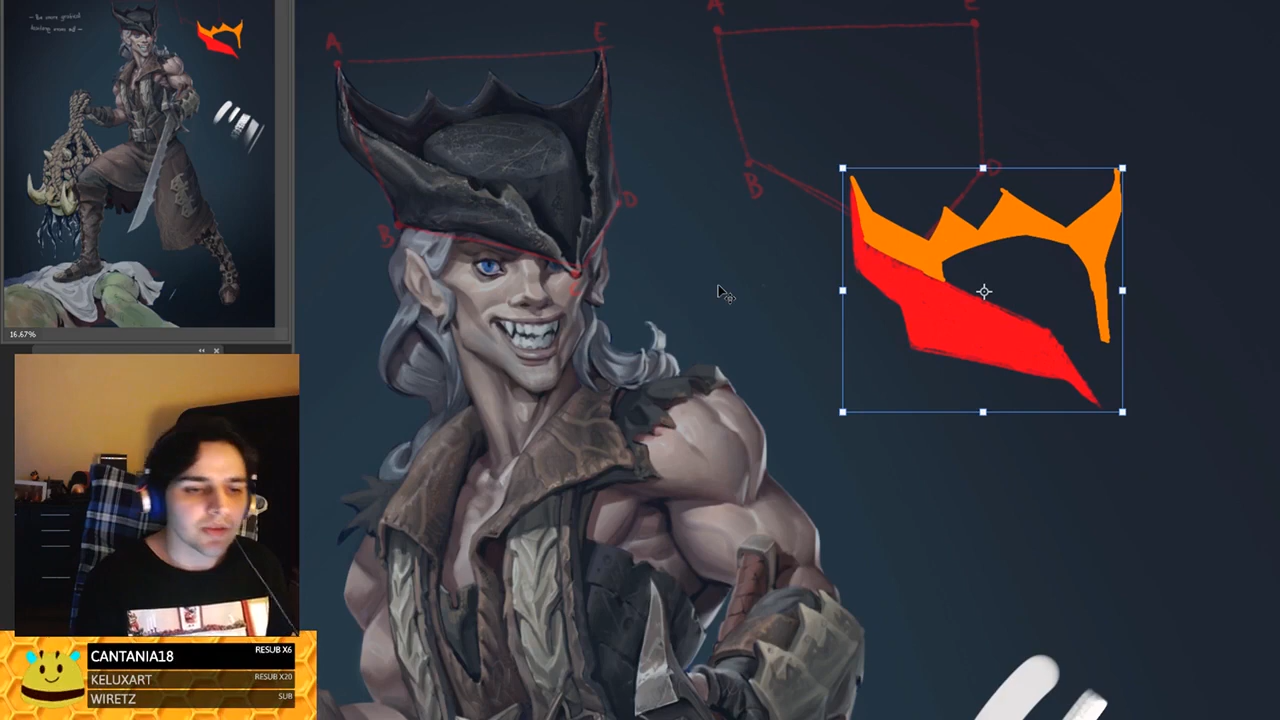 A
E
B
D
C
A
E
B
D
16.67%
CANTANIA18 RESUB X6
KELUXART RESUB X20
WIRETZ SUB